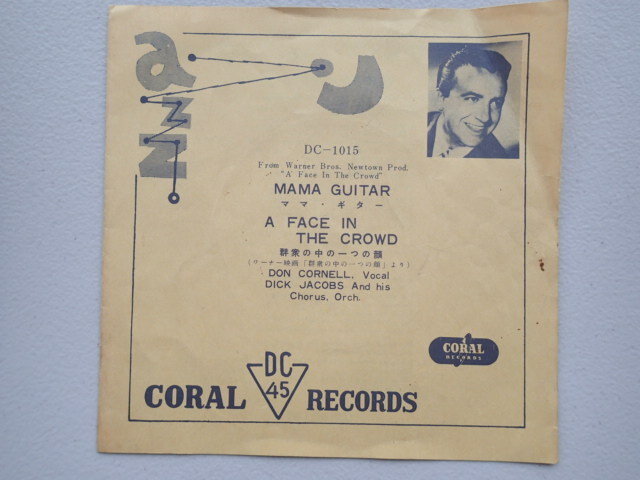 Jazz
DC-1015
From Warner Bros. Newtown Prod.
"A Face In The Crowd"
MAMA GUITAR
ママ・ギター
A FACE IN
THE CROWD
群衆の中の一つの顔
(ワーナー映画「群衆の中の一つの顔」より)
DON CORNELL, Vocal
DICK JACOBS And his
Chorus, Orch.
CORAL
RECORDS
DC
45
CORAL RECORDS